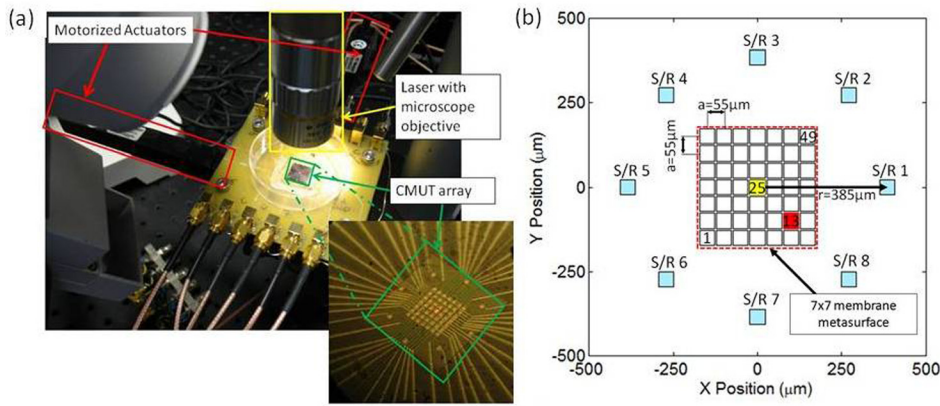 (a)
Motorized Actuators
Laser with
microscope
objective
CMUT array
(b)
500
250
0
-250
-500
Y Position (μm)
-500
-250
0
250
500
X Position (μm)
S/R 3
S/R 4
S/R 2
a=55μm
a=55μm
49
S/R 5
25
S/R 1
r=385μm
13
1
S/R 6
S/R 8
S/R 7
7x7 membrane
metasurface